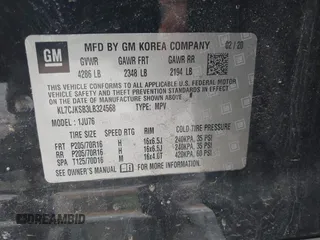 GM
MFD BY GM KOREA COMPANY 02 / 20
GVWR GAWR FRT GAWR RR
4286 LB 2348 LB 2194 LB
THIS VEHICLE CONFORMS TO ALL APPLICABLE
U.S. FEDERAL MOTOR VEHICLE SAFETY AND
THEFT PREVENTION STANDARDS IN EFFECT ON
THE DATE OF MANUFACTURE SHOWN ABOVE.
KL7CJKSB3LB324568 TYPE: MPV
MODEL: 1JU76
TIRE SIZE SPEED RTG RIM COLD TIRE PRESSURE
FRT P205/70R16 H 16x6.5J 240KPA, 35 PSI
RR P205/70R16 H 16x6.5J 240KPA, 35 PSI
SPA T125/70D16 M 16x4.0T 420KPA, 60 PSI
SEE OWNER'S MANUAL FOR ADDITIONAL INFORMATION
DREAMBID